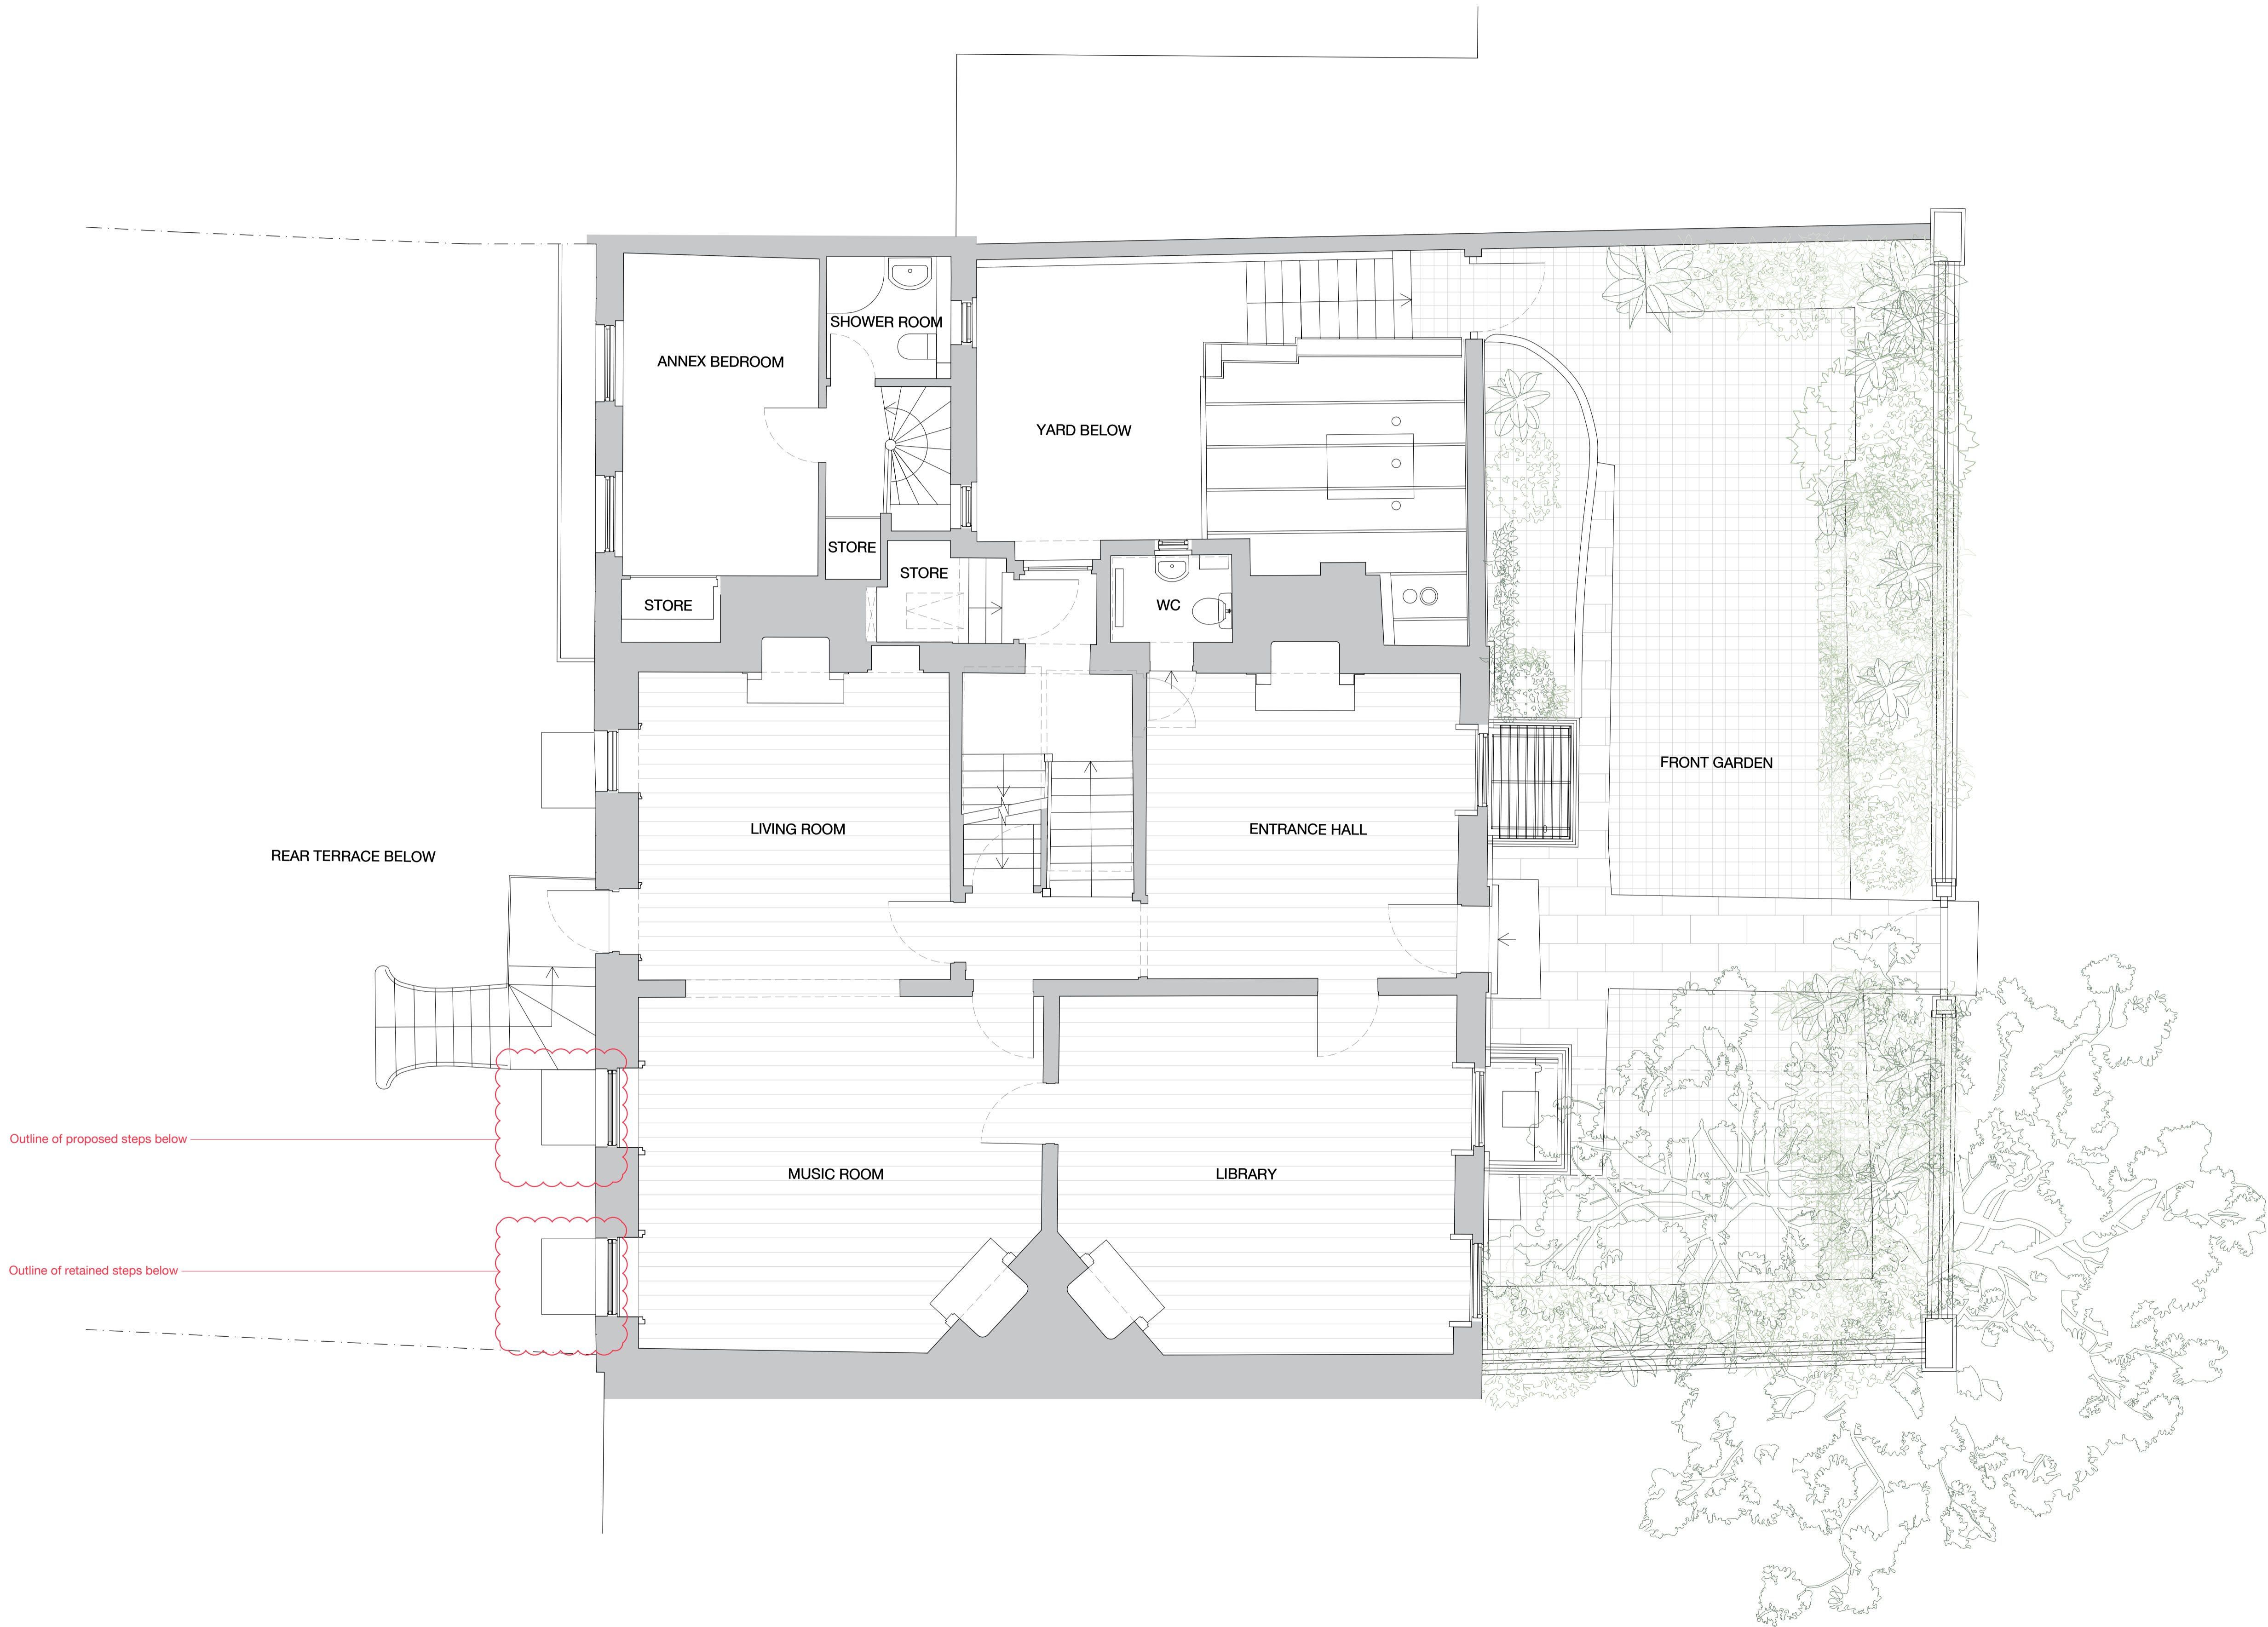 SHOWER ROOM
ANNEX BEDROOM
YARD BELOW
STORE
STORE
STORE
WC
FRONT GARDEN
LIVING ROOM
ENTRANCE HALL
REAR TERRACE BELOW
Outline of proposed steps below
MUSIC ROOM
LIBRARY
Outline of retained steps below